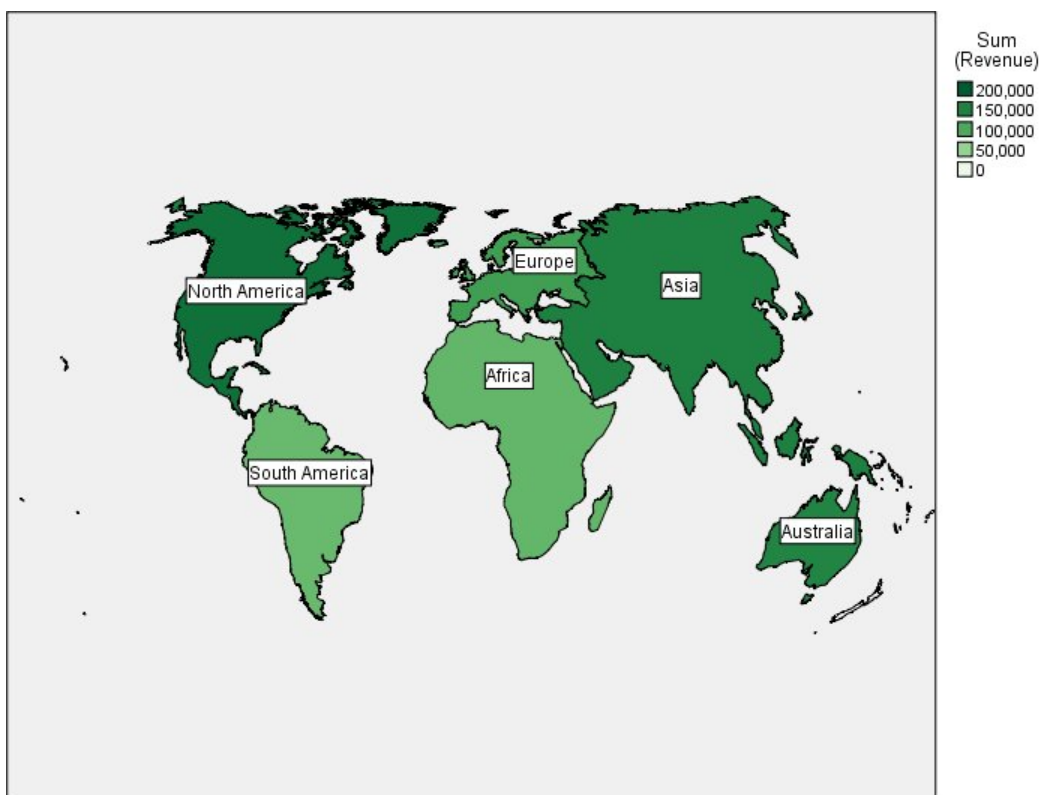 Sum
(Revenue)
200,000
150,000
100,000
50,000
0
Europe
North America
Asia
Africa
South America
Australia